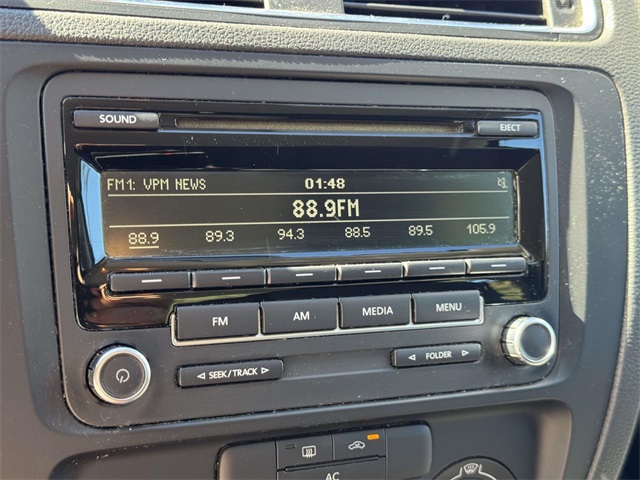 SOUND
EJECT
FM1: VPM NEWS 01:48
88.9FM
88.9 89.3 94.3 88.5 89.5 105.9
FM AM MEDIA MENU
SEEK/TRACK
FOLDER
AC